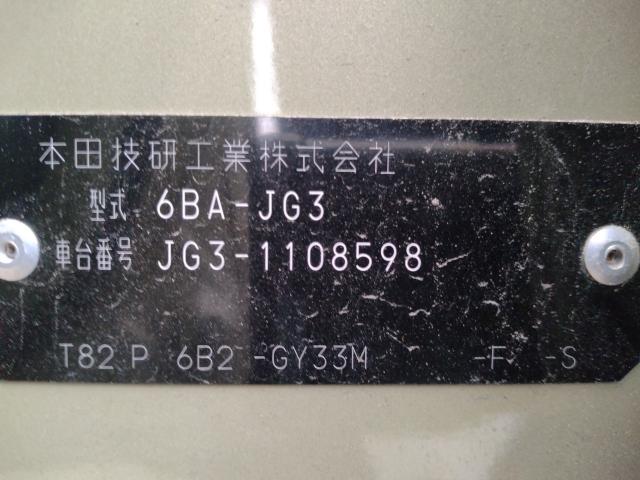 本田技研工業株式会社
型式 6BA-JG3
車台番号 JG3-1108598
T82 P 6B2 -GY33M -F -S